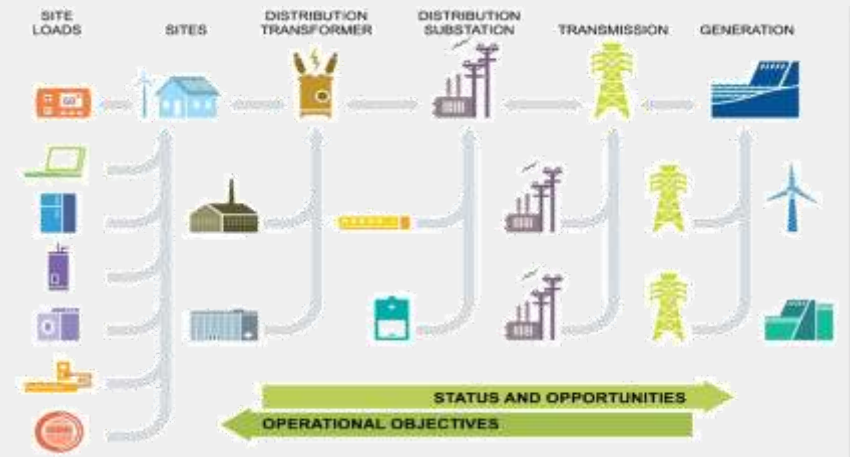 SITE
LOADS
SITES
DISTRIBUTION
TRANSFORMER
DISTRIBUTION
SUBSTATION
TRANSMISSION
GENERATION
STATUS AND OPPORTUNITIES
OPERATIONAL OBJECTIVES